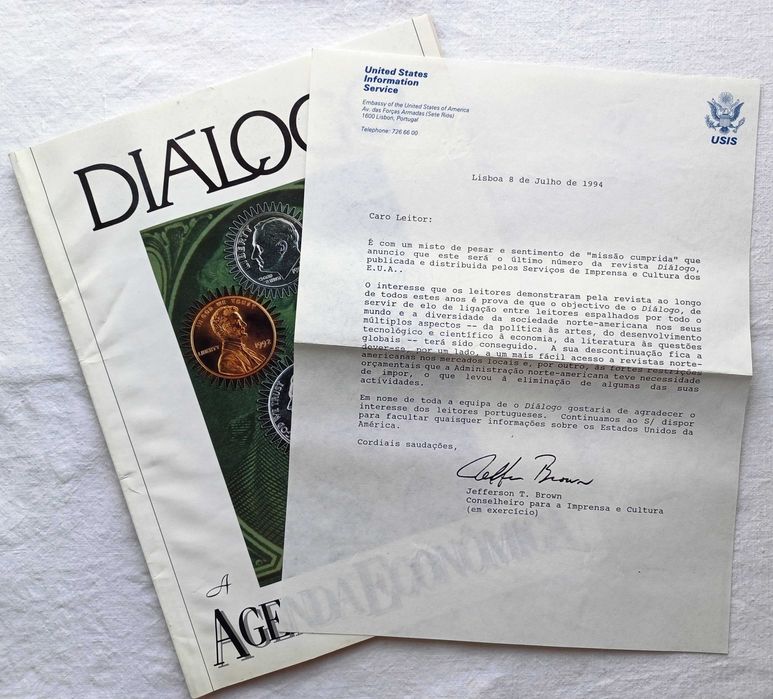 DIÁLOG
LIBERTY
IN GOD WE TRUST
LIBERTY
1992
A
AGENDA ECONÓMICA
United States
Information
Service
Embassy of the United States of America
Av. das Forças Armadas (Sete Rios)
1600 Lisbon, Portugal
Telephone: 726 66 00
USIS
Lisboa 8 de Julho de 1994
Caro Leitor:
É com um misto de pesar e sentimento de "missão cumprida" que
anuncio que este será o último número da revista Diálogo,
publicada e distribuida pelos Serviços de Imprensa e Cultura dos
E.U.A..
O interesse que os leitores demonstraram pela revista ao longo
de todos estes anos é prova de que o objectivo de o Diálogo, de
servir de elo de ligação entre leitores espalhados por todo o
mundo e a diversidade da sociedade norte-americana nos seus
múltiplos aspectos -- da política às artes, do desenvolvimento
tecnológico e científico à economia, da literatura às questões
globais -- terá sido conseguido. A sua descontinuação fica a
dever-se, por um lado, a um mais fácil acesso a revistas norte-
americanas nos mercados locais e, por outro, às fortes restrições
orçamentais que a Administração norte-americana teve necessidade
de impor, o que levou á eliminação de algumas das suas
actividades.
Em nome de toda a equipa de o Diálogo gostaria de agradecer o
interesse dos leitores portugueses. Continuamos ao S/ dispor
para facultar quaisquer informações sobre os Estados Unidos da
América.
Cordiais saudações,
Jefferson T. Brown
Conselheiro para a Imprensa e Cultura
(em exercício)